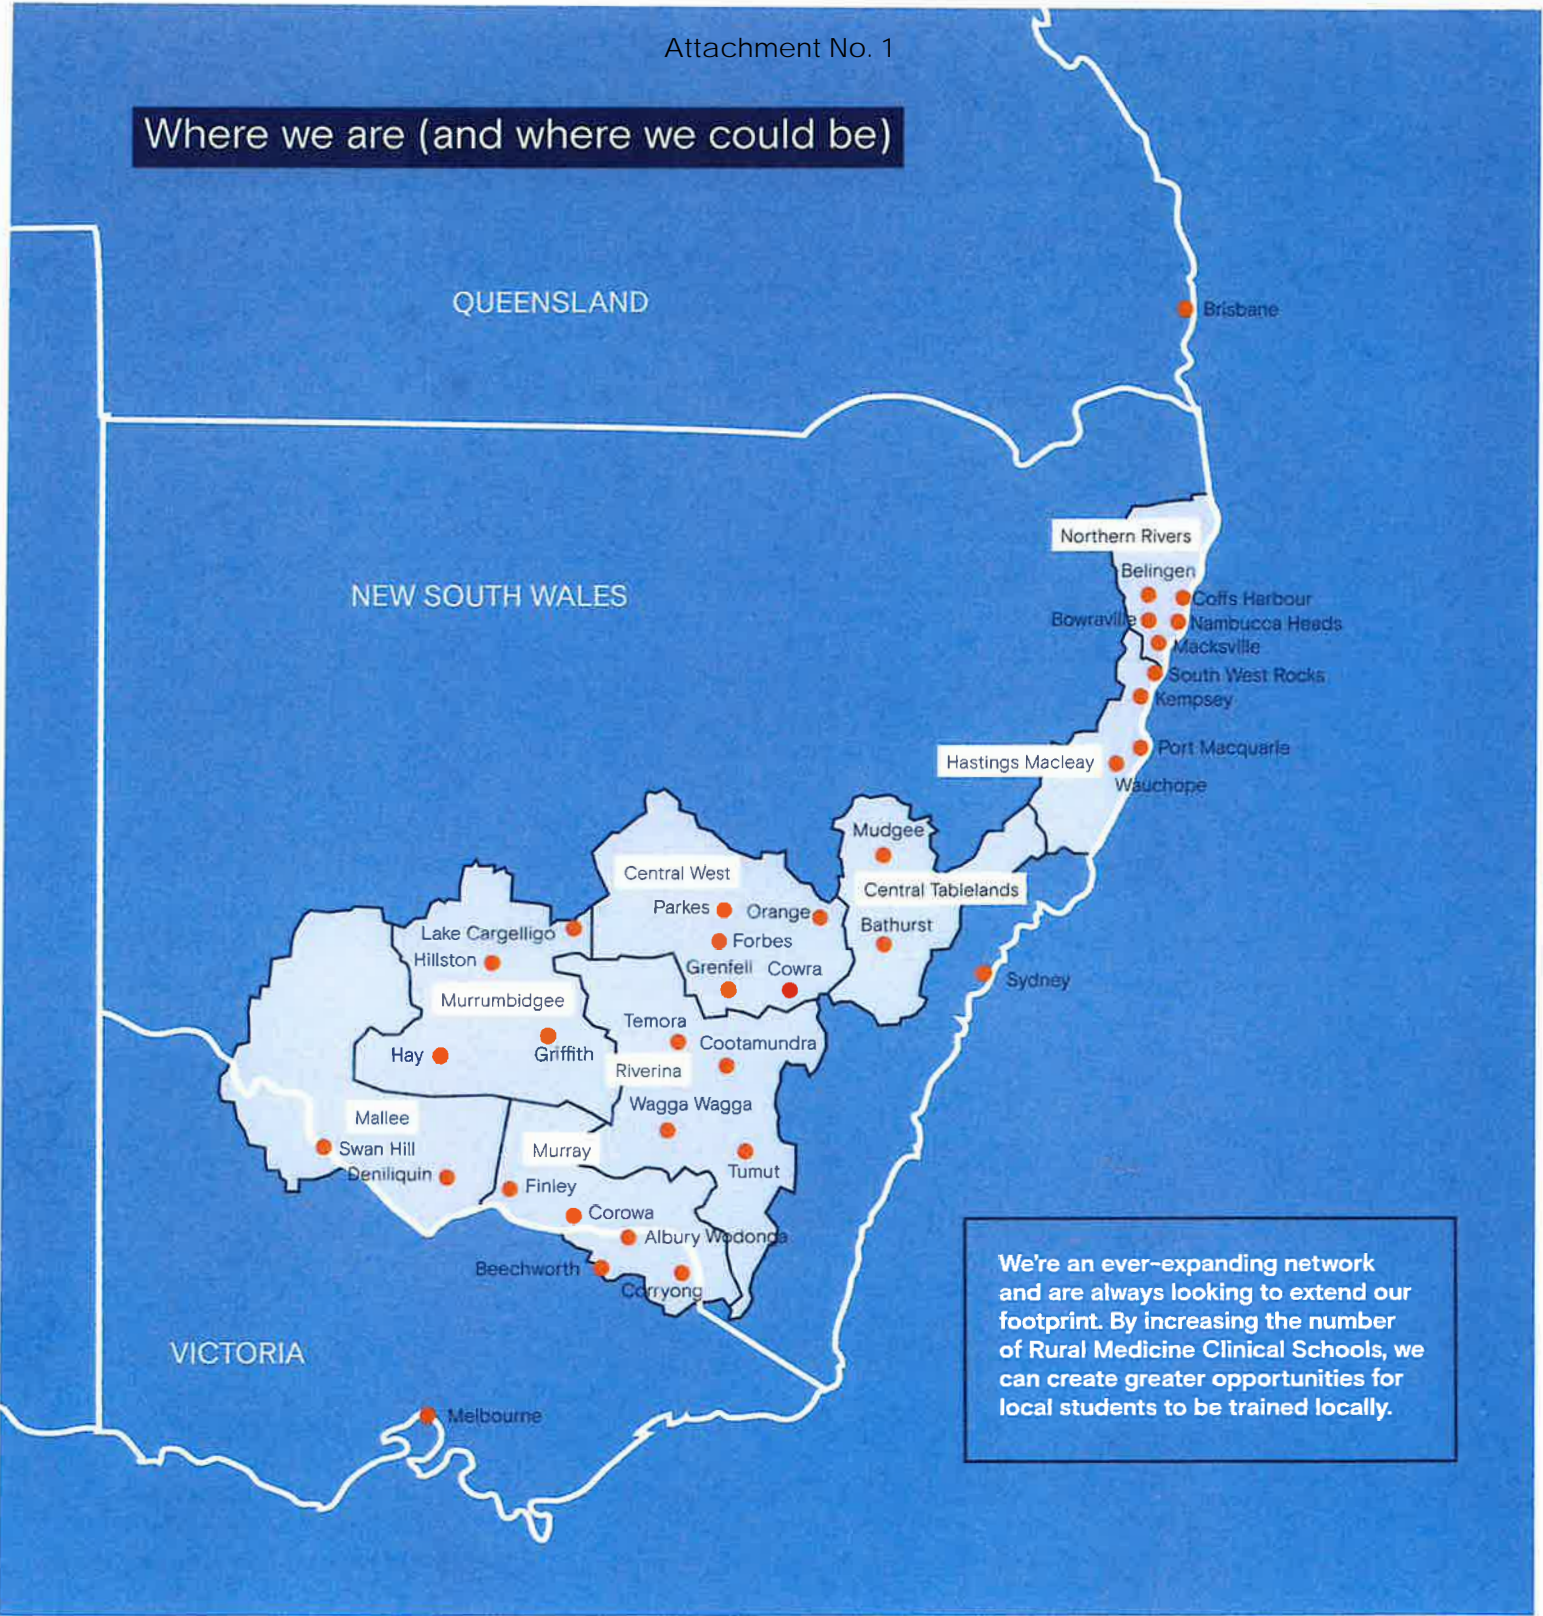 Attachment No. 1
Where we are (and where we could be)
QUEENSLAND
Brisbane
NEW SOUTH WALES
Northern Rivers
Belingen
Coffs Harbour
Bowraville
Nambucca Heads
Macksville
South West Rocks
Kempsey
Port Macquarie
Hastings Macleay
Wauchope
Mudgee
Central West
Central Tablelands
Parkes
Orange
Bathurst
Lake Cargelligo
Forbes
Hillston
Grenfell
Cowra
Sydney
Murrumbidgee
Temora
Cootamundra
Hay
Griffith
Riverina
Wagga Wagga
Mallee
Swan Hill
Murray
Deniliquin
Tumut
Finley
Corowa
Albury Wodonga
Beechworth
Corryong
We're an ever-expanding network
and are always looking to extend our
footprint. By increasing the number
of Rural Medicine Clinical Schools, we
can create greater opportunities for
local students to be trained locally.
VICTORIA
Melbourne